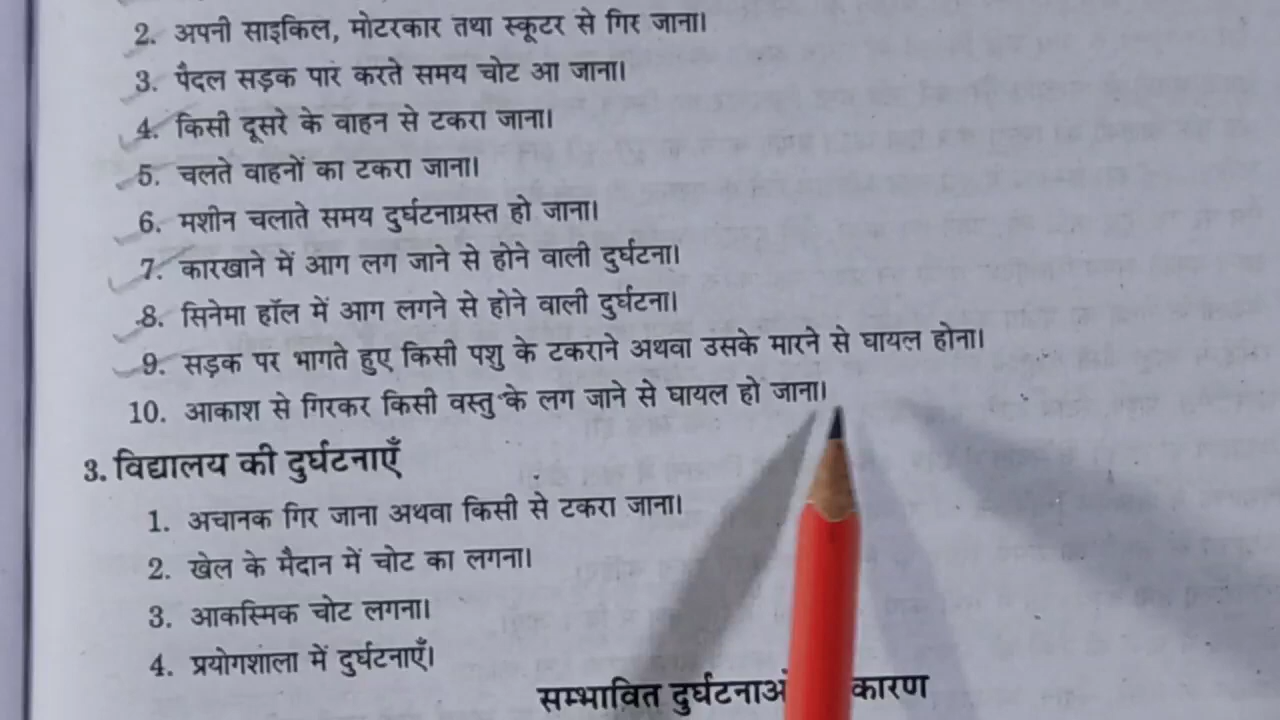 2. अपनी साइकिल, मोटरकार तथा स्कूटर से गिर जाना।
3. पैदल सड़क पार करते समय चोट आ जाना।
4. किसी दूसरे के वाहन से टकरा जाना।
5. चलते वाहनों का टकरा जाना।
6. मशीन चलाते समय दुर्घटनाग्रस्त हो जाना।
7. कारखाने में आग लग जाने से होने वाली दुर्घटना।
8. सिनेमा हॉल में आग लगने से होने वाली दुर्घटना।
9. सड़क पर भागते हुए किसी पशु के टकराने अथवा उसके मारने से घायल होना।
10. आकाश से गिरकर किसी वस्तु के लग जाने से घायल हो जाना।
3. विद्यालय की दुर्घटनाएँ
1. अचानक गिर जाना अथवा किसी से टकरा जाना।
2. खेल के मैदान में चोट का लगना।
3. आकस्मिक चोट लगना।
4. प्रयोगशाला में दुर्घटनाएँ।
सम्भावित कारण